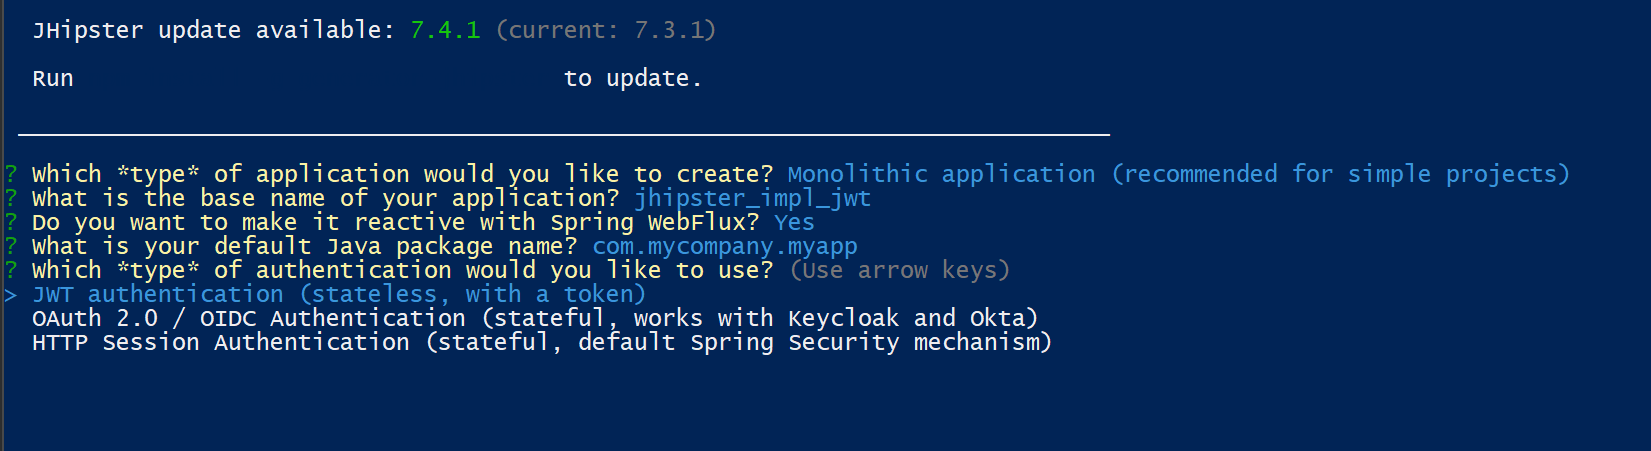 JHipster update available: 7.4.1 (current: 7.3.1)
Run to update.
? Which *type* of application would you like to create? Monolithic application (recommended for simple projects)
? What is the base name of your application? jhipster_impl_jwt
? Do you want to make it reactive with Spring WebFlux? Yes
? What is your default Java package name? com.mycompany.myapp
? Which *type* of authentication would you like to use? (Use arrow keys)
> JWT authentication (stateless, with a token)
OAuth 2.0 / OIDC Authentication (stateful, works with Keycloak and Okta)
HTTP Session Authentication (stateful, default Spring Security mechanism)